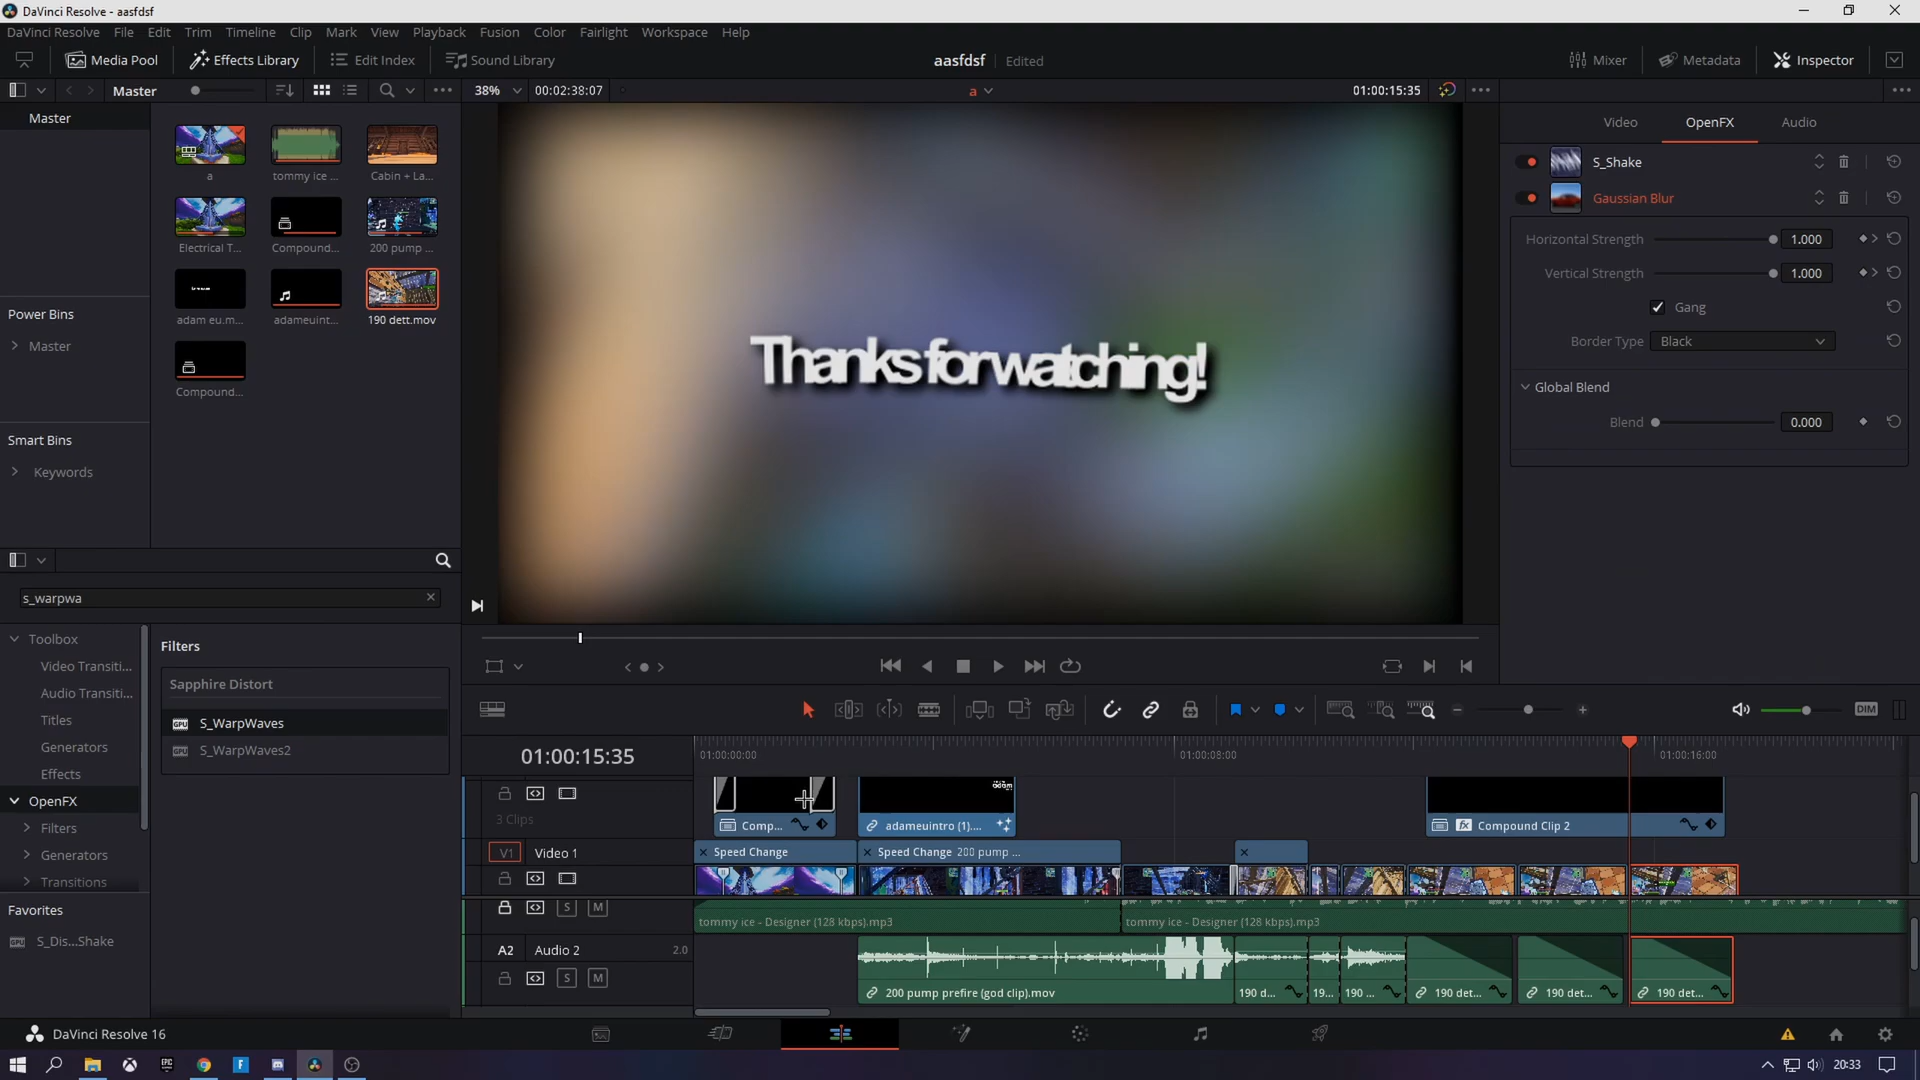 DaVinci Resolve - aasfdsf
DaVinci Resolve File Edit Trim Timeline Clip Mark View Playback Fusion Color Fairlight Workspace Help
Media Pool Effects Library Edit Index Sound Library aasfdsf Edited Mixer Metadata Inspector
Master 38% 00:02:38:07 a 01:00:15:35
Master
Video OpenFX Audio
a tommy ice ... Cabin + La...
S_Shake
Gaussian Blur
Electrical T... Compound... 200 pump ...
Horizontal Strength 1.000
Vertical Strength 1.000
Gang
adam eu.m... adameuint... 190 dett.mov
Border Type Black
Power Bins
Master
Thanks for watching!
Global Blend
Compound...
Blend 0.000
Smart Bins
Keywords
s_warpwa
Toolbox
Video Transiti...
Audio Transiti...
Titles
Generators
Effects
OpenFX
Filters
Generators
Transitions
Filters
Sapphire Distort
S_WarpWaves
S_WarpWaves2
Favorites
S_Dis...Shake
DIM
01:00:15:35 01:00:00:00 01:00:08:00 01:00:16:00
3 Clips
Comp... adameuintro (1).... Compound Clip 2
V1 Video 1 Speed Change Speed Change 200 pump ...
S M
tommy ice - Designer (128 kbps).mp3 tommy ice - Designer (128 kbps).mp3
A2 Audio 2 2.0
S M
200 pump prefire (god clip).mov 190 d... 19... 190 ... 190 det... 190 det... 190 det...
DaVinci Resolve 16
20:33